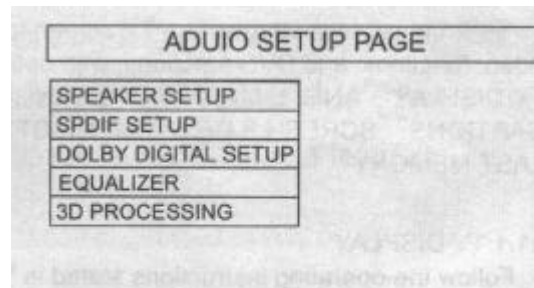 ADUIO SETUP PAGE
SPEAKER SETUP
SPDIF SETUP
DOLBY DIGITAL SETUP
EQUALIZER
3D PROCESSING